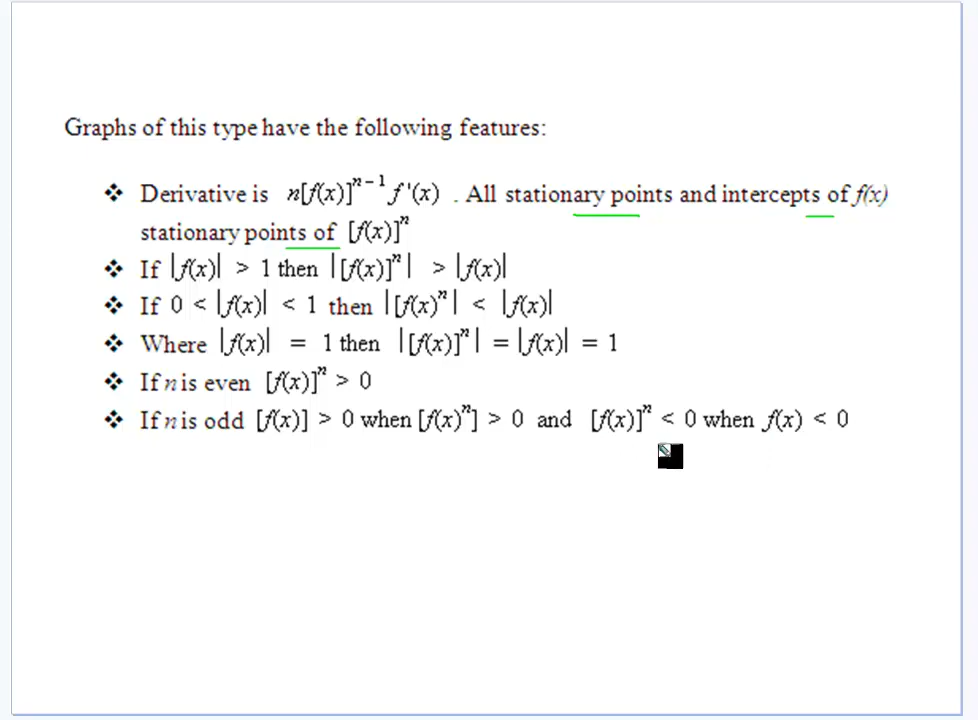 Graphs of this type have the following features:
❖ Derivative is n[f(x)]^{n-1} f'(x) . All stationary points and intercepts of f(x)
stationary points of [f(x)]^n
❖ If |f(x)| > 1 then |[f(x)]^n| > |f(x)|
❖ If 0 < |f(x)| < 1 then |[f(x)^n| < |f(x)|
❖ Where |f(x)| = 1 then |[f(x)]^n| = |f(x)| = 1
❖ If n is even [f(x)]^n > 0
❖ If n is odd [f(x)] > 0 when [f(x)^n] > 0 and [f(x)]^n < 0 when f(x) < 0